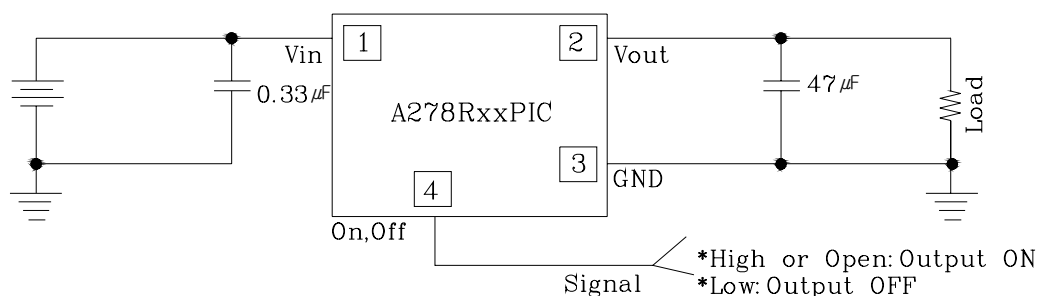 Vin
1
2
Vout
0.33㎌
A278RxxPIC
47㎌
Load
3
GND
4
On,Off
Signal
*High or Open:Output ON
*Low:Output OFF